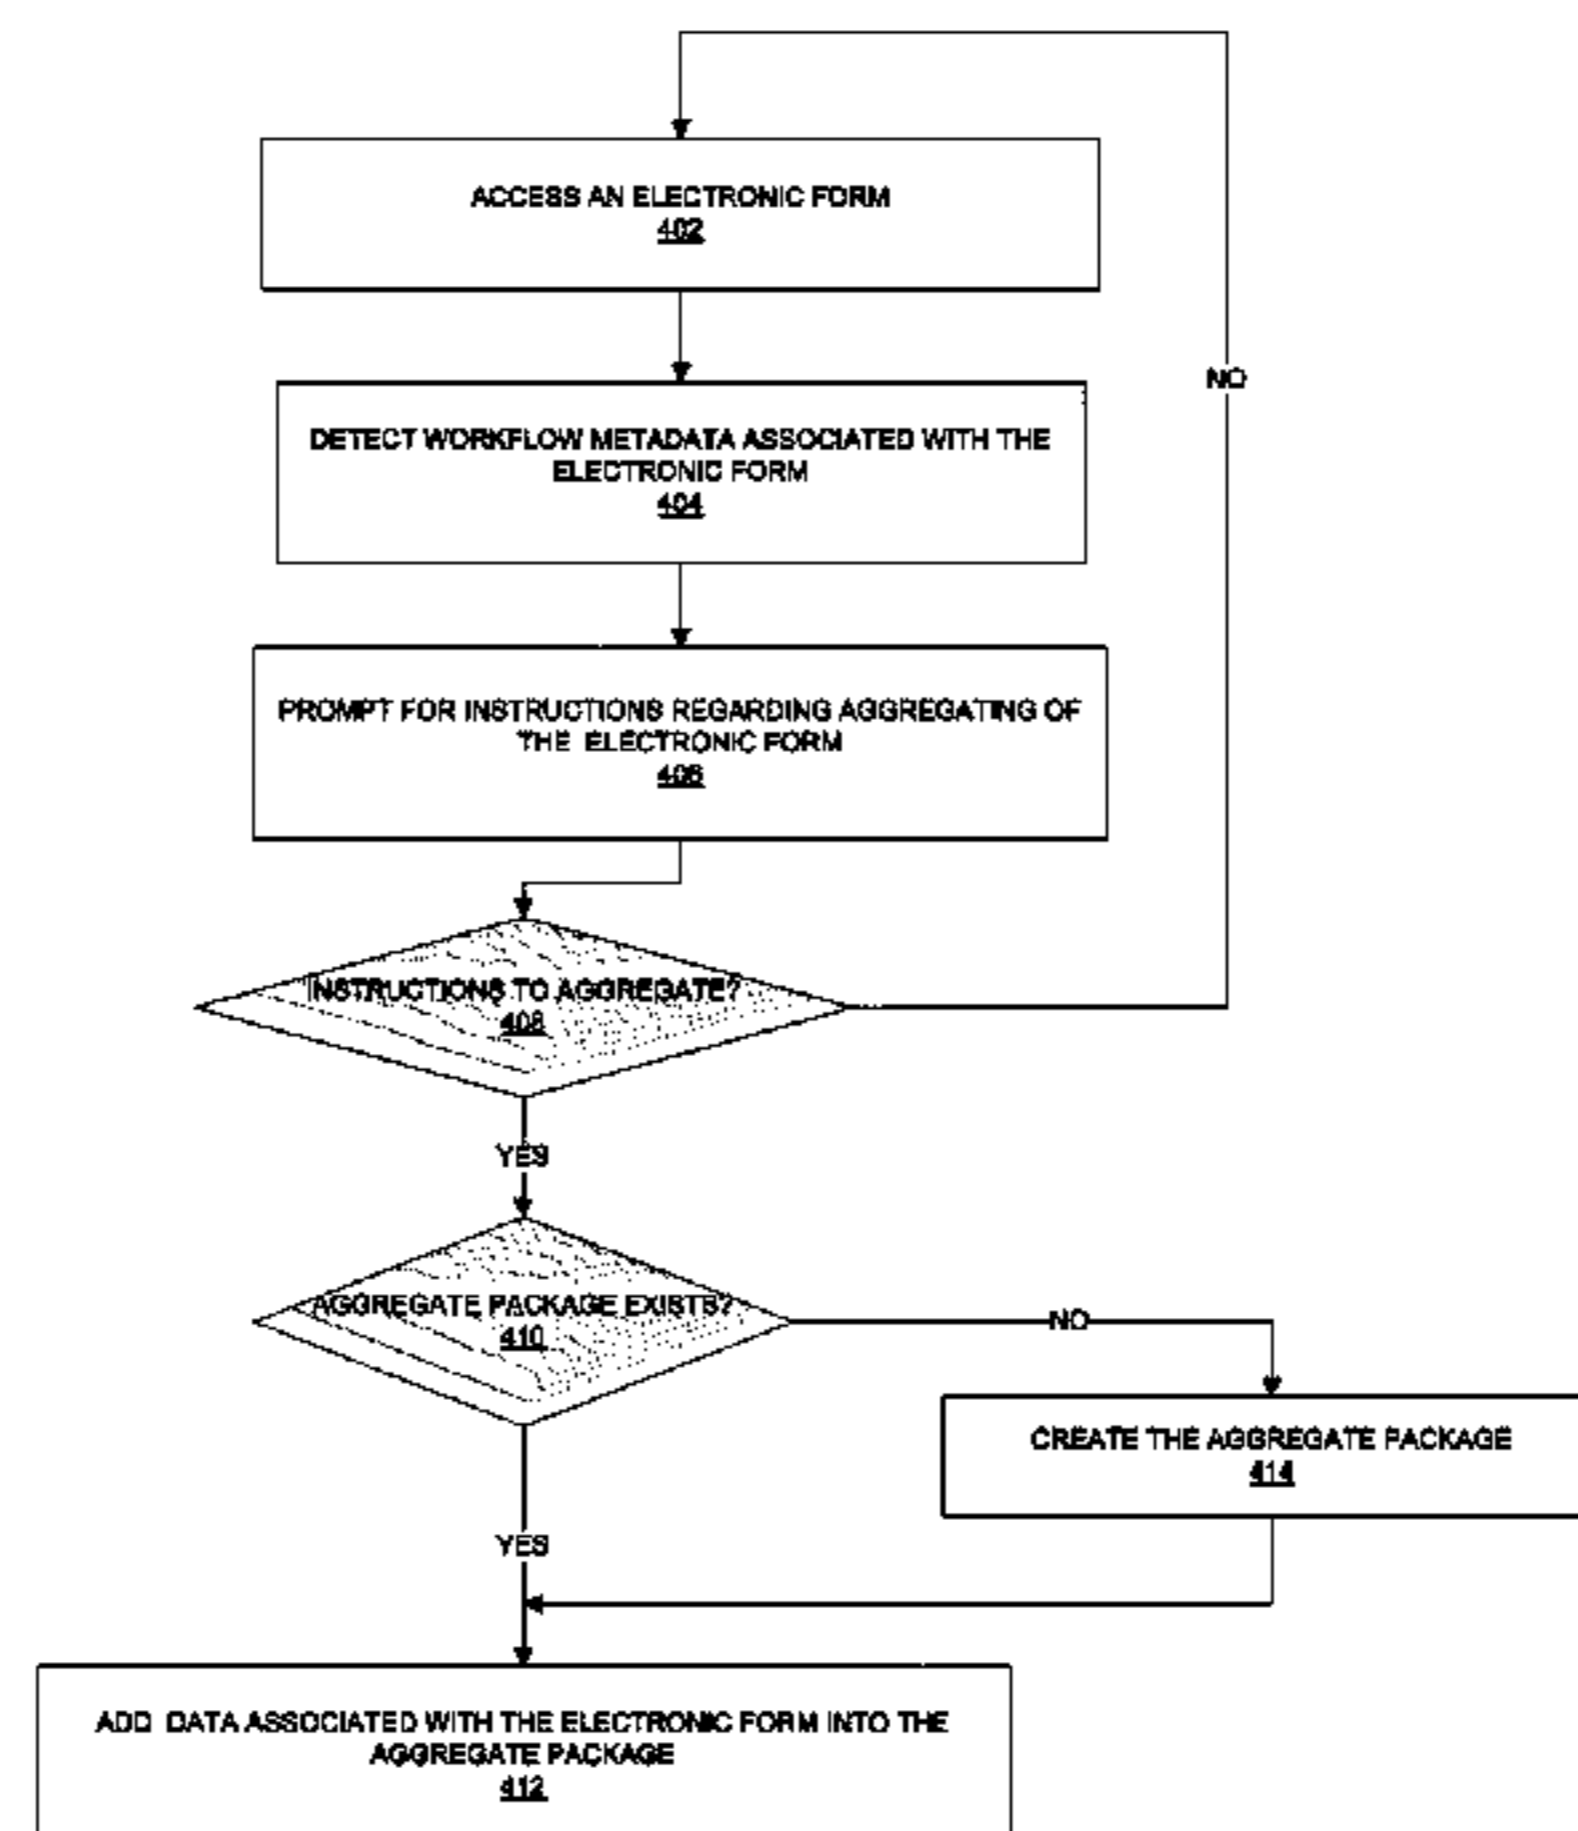 ACCESS AN ELECTRONIC FORM
402
NO
DETECT WORKFLOW METADATA ASSOCIATED WITH THE
ELECTRONIC FORM
404
PROMPT FOR INSTRUCTIONS REGARDING AGGREGATING OF
THE ELECTRONIC FORM
406
INSTRUCTIONS TO AGGREGATE?
408
YES
AGGREGATE PACKAGE EXISTS?
410
NO
CREATE THE AGGREGATE PACKAGE
414
YES
ADD DATA ASSOCIATED WITH THE ELECTRONIC FORM INTO THE
AGGREGATE PACKAGE
412